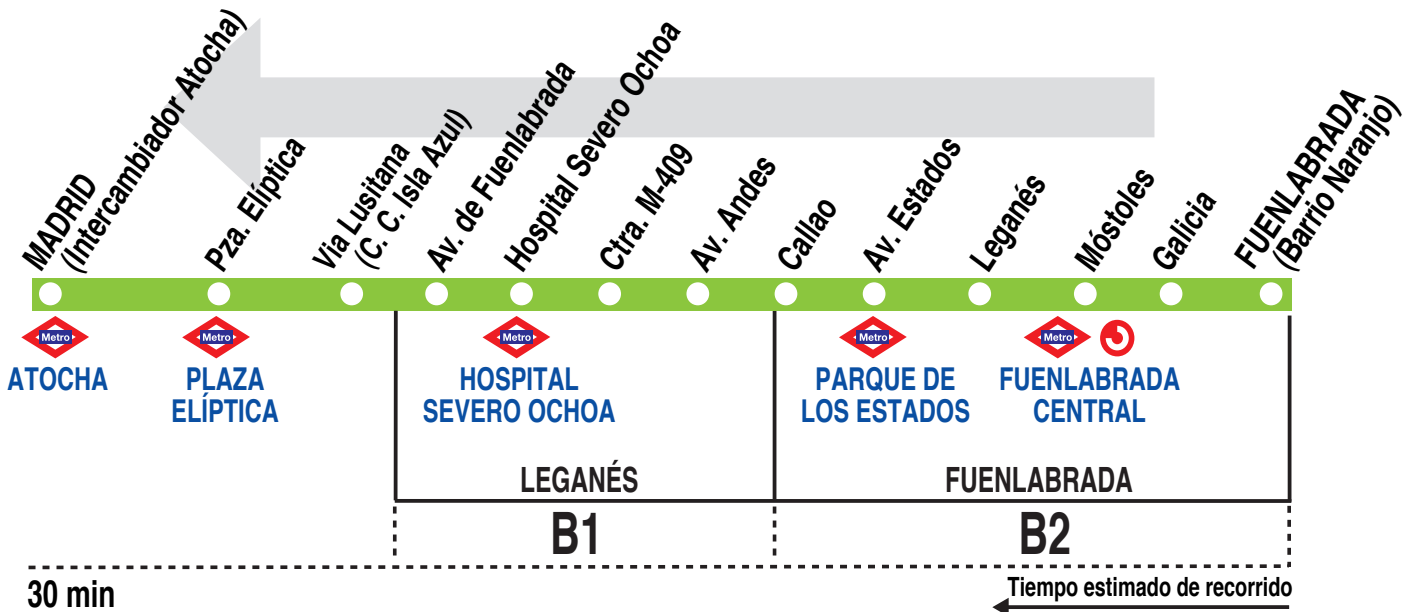 MADRID
(Intercambiador Atocha)
Pza. Elíptica
Via Lusitana
(C. C. Isla Azul)
Av. de Fuenlabrada
Hospital Severo Ochoa
Ctra. M-409
Av. Andes
Callao
Av. Estados
Leganés
Móstoles
Galicia
FUENLABRADA
(Barrio Naranjo)
Metro
ATOCHA
Metro
PLAZA
ELÍPTICA
Metro
HOSPITAL
SEVERO OCHOA
Metro
PARQUE DE
LOS ESTADOS
Metro
FUENLABRADA
CENTRAL
LEGANÉS
FUENLABRADA
B1
B2
30 min
Tiempo estimado de recorrido